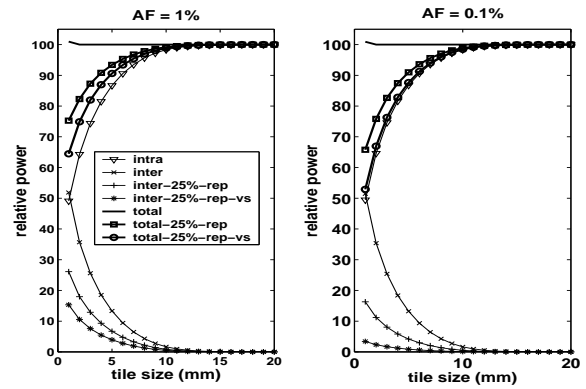 AF = 1%
100
90
80
70
60
50
40
30
20
10
0
relative power
intra
inter
inter-25%-rep
inter-25%-rep-vs
total
total-25%-rep
total-25%-rep-vs
0 5 10 15 20
tile size (mm)
AF = 0.1%
100
90
80
70
60
50
40
30
20
10
0
relative power
0 10 20
tile size (mm)